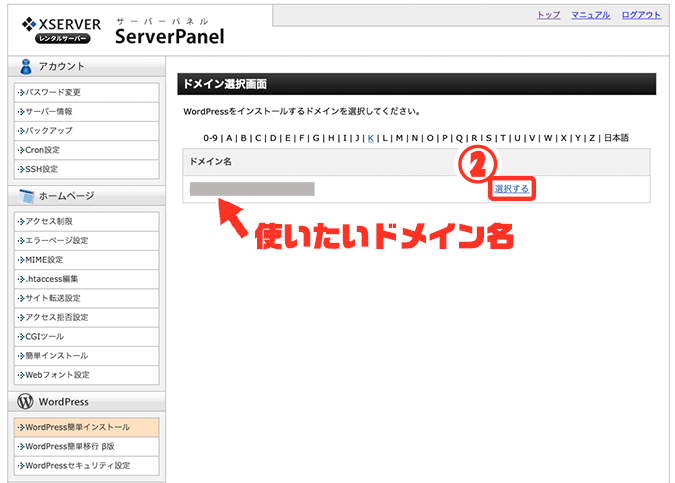 XSERVER
レンタルサーバー
サーバーパネル
ServerPanel
トップ マニュアル ログアウト
アカウント
パスワード変更
サーバー情報
バックアップ
Cron設定
SSH設定
ホームページ
アクセス制限
エラーページ設定
MIME設定
.htaccess編集
サイト転送設定
アクセス拒否設定
CGIツール
簡単インストール
Webフォント設定
WordPress
WordPress簡単インストール
WordPress簡単移行 β版
WordPressセキュリティ設定
ドメイン選択画面
WordPressをインストールするドメインを選択してください。
0-9 | A | B | C | D | E | F | G | H | I | J | K | L | M | N | O | P | Q | R | S | T | U | V | W | X | Y | Z | 日本語
ドメイン名
②
選択する
使いたいドメイン名